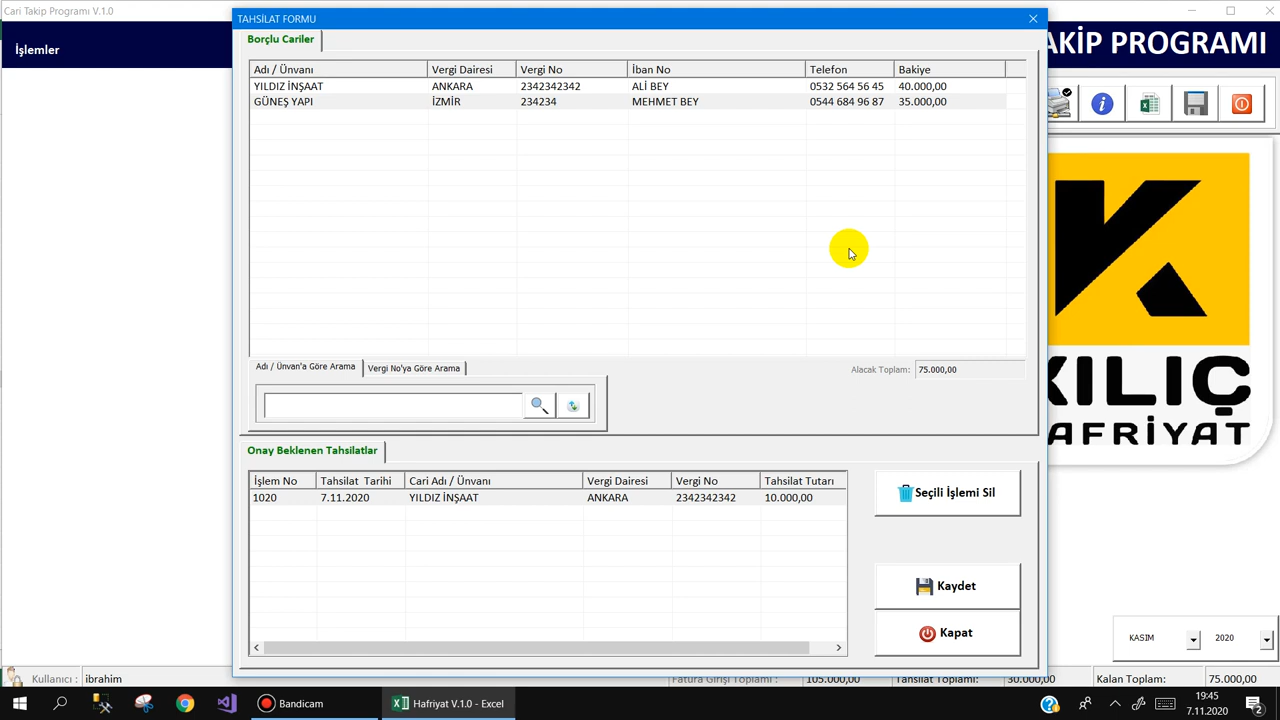 Cari Takip Programı V.1.0
TAHSİLAT FORMU
İşlemler
AKİP PROGRAMI
Borçlu Cariler
Adı / Ünvanı Vergi Dairesi Vergi No İban No Telefon Bakiye
YILDIZ İNŞAAT ANKARA 2342342342 ALİ BEY 0532 564 56 45 40.000,00
GÜNEŞ YAPI İZMİR 234234 MEHMET BEY 0544 684 96 87 35.000,00
Adı / Ünvan'a Göre Arama Vergi No'ya Göre Arama
Alacak Toplam: 75.000,00
KILIÇ
AFRİYAT
Onay Beklenen Tahsilatlar
İşlem No Tahsilat Tarihi Cari Adı / Ünvanı Vergi Dairesi Vergi No Tahsilat Tutarı
1020 7.11.2020 YILDIZ İNŞAAT ANKARA 2342342342 10.000,00
Seçili İşlemi Sil
Kaydet
Kapat
KASIM 2020
Kullanıcı : ibrahim
Fatura Girişi Toplamı : 105.000,00 Tahsilat Toplam: 30.000,00 Kalan Toplam: 75.000,00
Bandicam
Hafriyat V.1.0 - Excel
19:45
7.11.2020
2